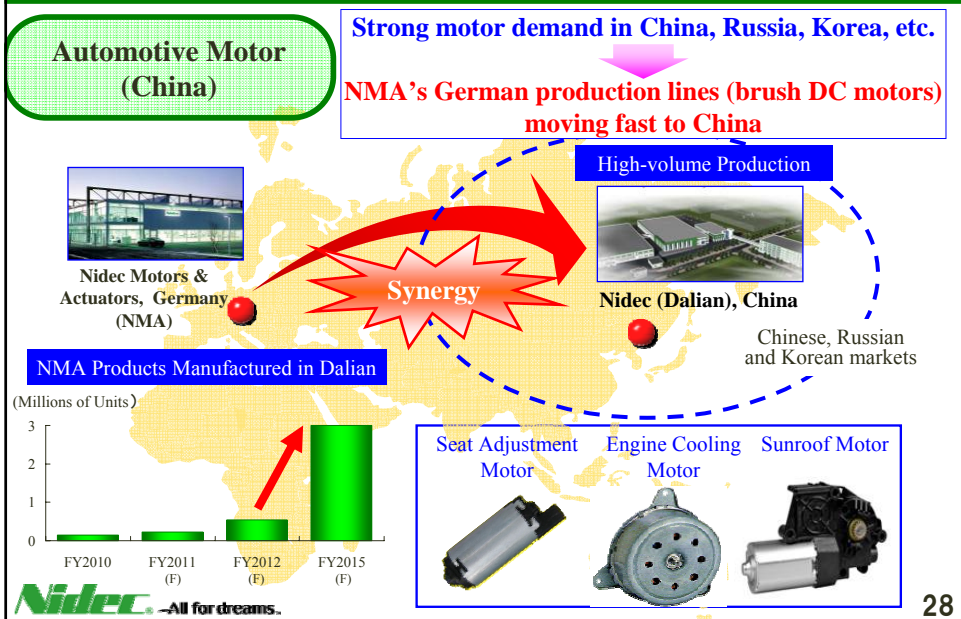 Automotive Motor
(China)
Strong motor demand in China, Russia, Korea, etc.
NMA's German production lines (brush DC motors)
moving fast to China
High-volume Production
Nidec Motors &
Actuators, Germany
(NMA)
Synergy
Nidec (Dalian), China
Chinese, Russian
and Korean markets
NMA Products Manufactured in Dalian
(Millions of Units)
3
2
1
0
FY2010
FY2011
(F)
FY2012
(F)
FY2015
(F)
Seat Adjustment
Motor
Engine Cooling
Motor
Sunroof Motor
Nidec. -All for dreams.
28